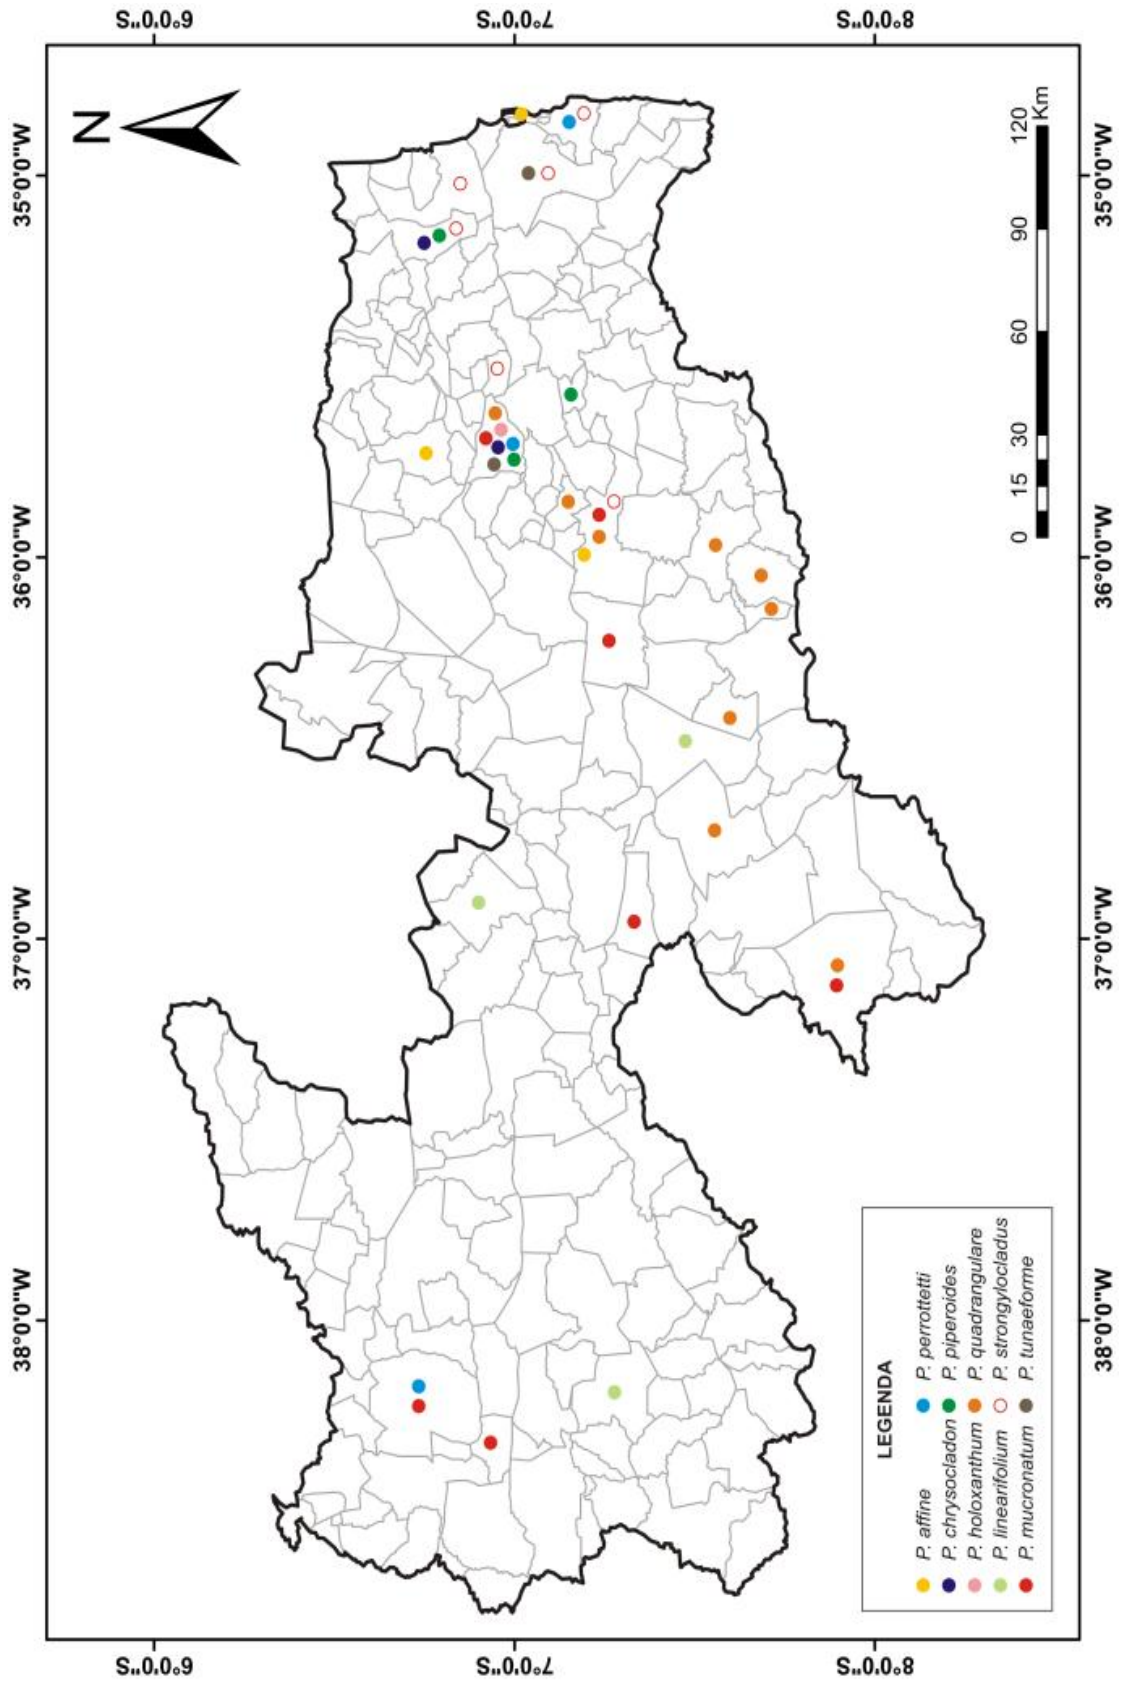 38°0'0"W
37°0'0"W
36°0'0"W
35°0'0"W
6°0'0"S
6°0'0"S
N
7°0'0"S
7°0'0"S
8°0'0"S
8°0'0"S
LEGENDA
P. affine P. perrottetti
P. chrysocladon P. piperoides
P. holoxanthum P. quadrangulare
P. linearifolium P. strongylocladus
P. mucronatum P. tunaeforme
0 15 30 60 90 120
Km
38°0'0"W
37°0'0"W
36°0'0"W
35°0'0"W